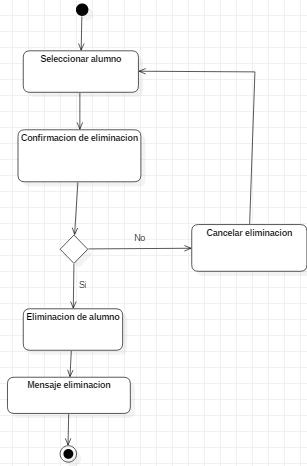 Seleccionar alumno
Confirmacion de eliminacion
No
Cancelar eliminacion
Si
Eliminacion de alumno
Mensaje eliminacion